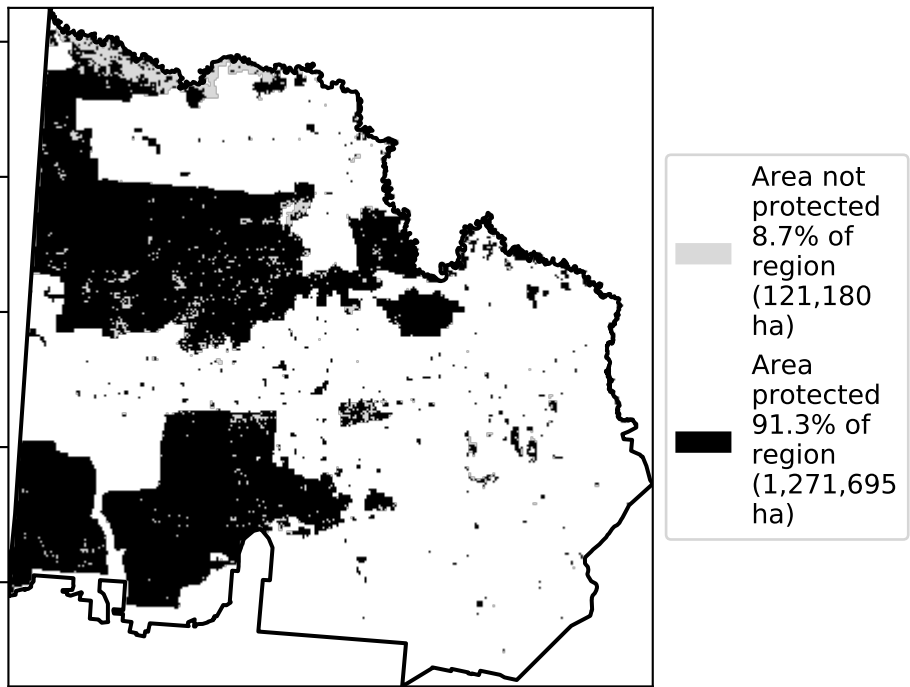 Area not
protected
8.7% of
region
(121,180
ha)
Area
protected
91.3% of
region
(1,271,695
ha)